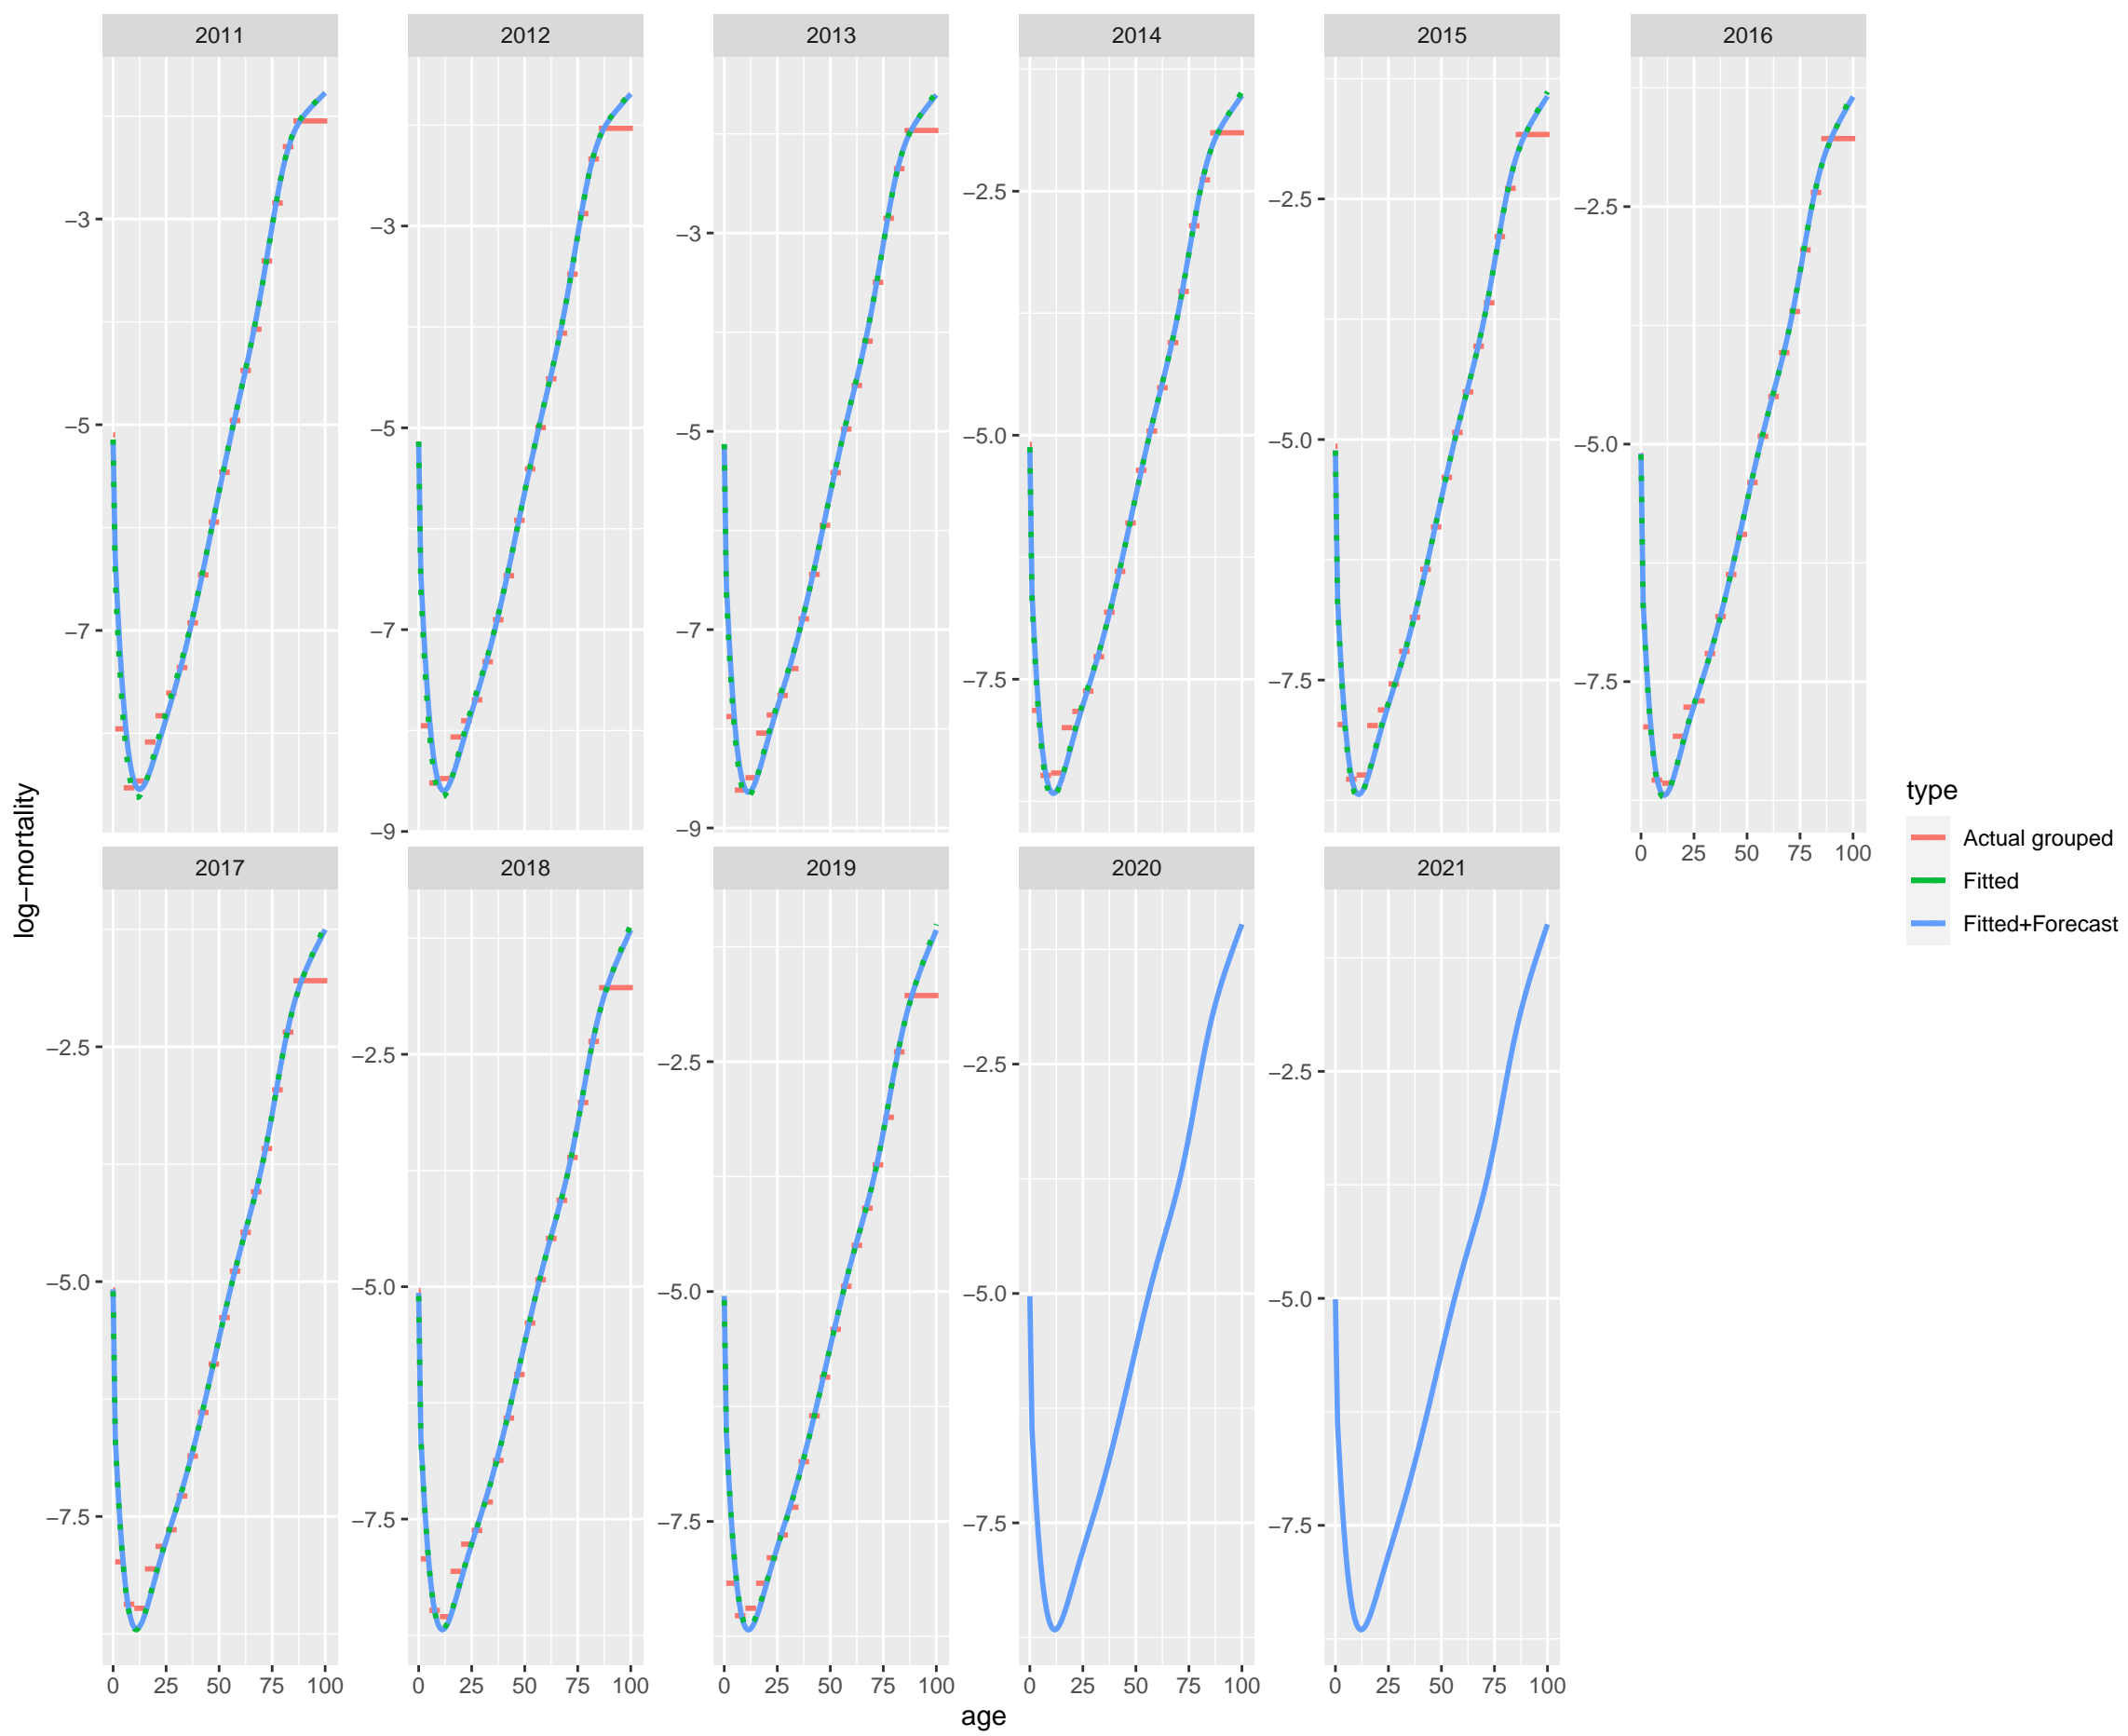 2011 2012 2013 2014 2015 2016
−3 −3 −3 −2.5 −2.5 −2.5
−5 −5 −5 −5.0 −5.0 −5.0
−7 −7 −7 −7.5 −7.5 −7.5
−9 −9
0 25 50 75 100
log−mortality
type
Actual grouped
Fitted
Fitted+Forecast
2017 2018 2019 2020 2021
−2.5 −2.5 −2.5 −2.5 −2.5
−5.0 −5.0 −5.0 −5.0 −5.0
−7.5 −7.5 −7.5 −7.5 −7.5
0 25 50 75 100 0 25 50 75 100 0 25 50 75 100 0 25 50 75 100 0 25 50 75 100
age